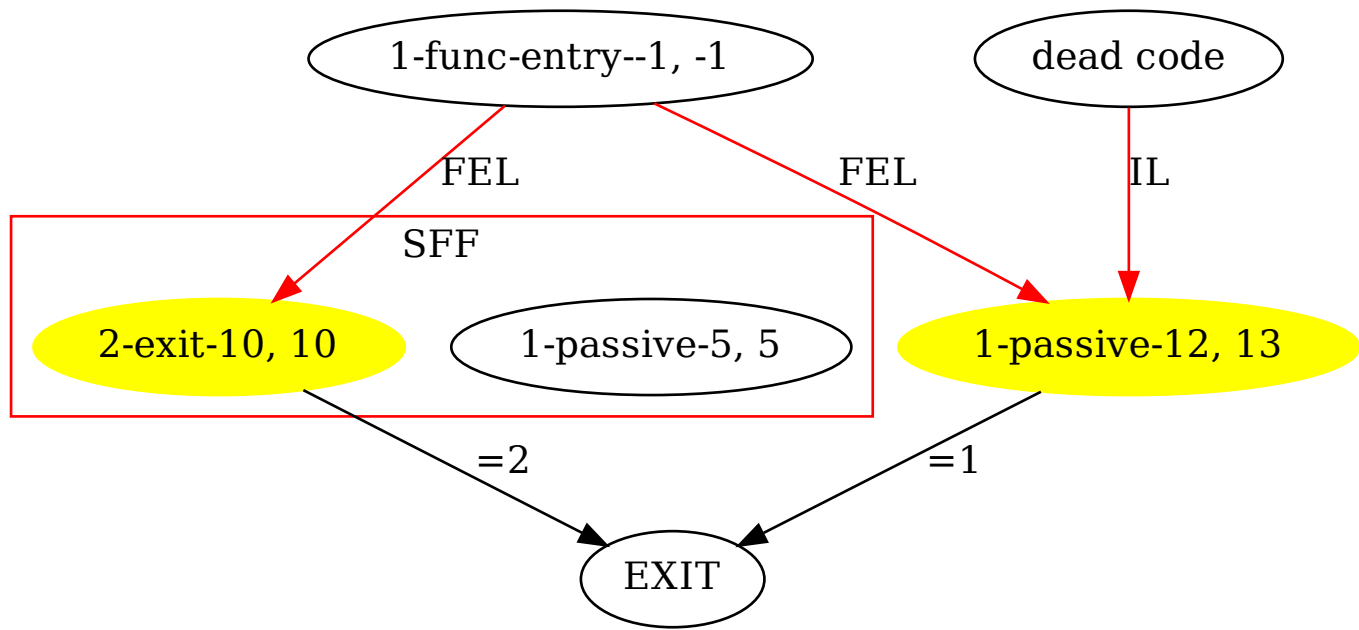 1-func-entry--1, -1
dead code
FEL
FEL
IL
SFF
2-exit-10, 10
1-passive-5, 5
1-passive-12, 13
=2
=1
EXIT